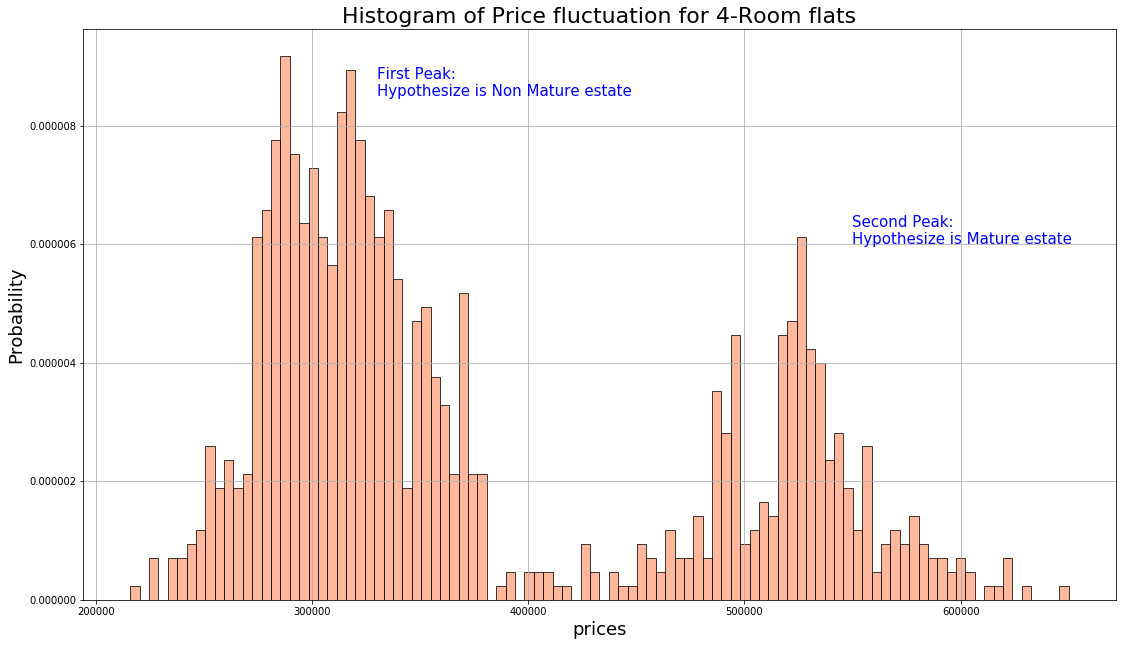 Histogram of Price fluctuation for 4-Room flats
First Peak:
Hypothesize is Non Mature estate
Second Peak:
Hypothesize is Mature estate
Probability
0.000008
0.000006
0.000004
0.000002
0.000000
200000
300000
400000
500000
600000
prices